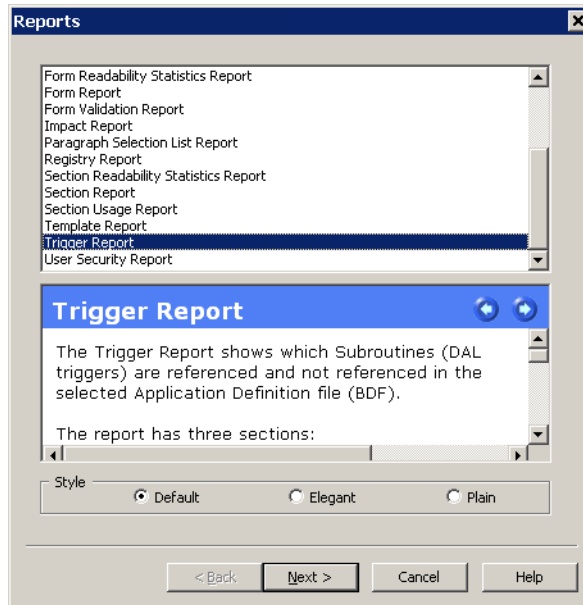 Reports
Form Readability Statistics Report
Form Report
Form Validation Report
Impact Report
Paragraph Selection List Report
Registry Report
Section Readability Statistics Report
Section Report
Section Usage Report
Template Report
Trigger Report
User Security Report
Trigger Report
The Trigger Report shows which Subroutines (DAL
triggers) are referenced and not referenced in the
selected Application Definition file (BDF).
The report has three sections:
Style
Default Elegant Plain
< Back Next > Cancel Help